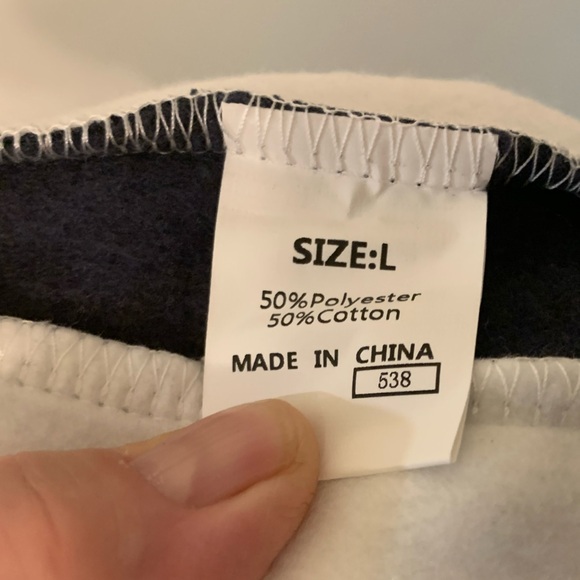 SIZE:L
50%Polyester
50%Cotton
MADE IN CHINA
538